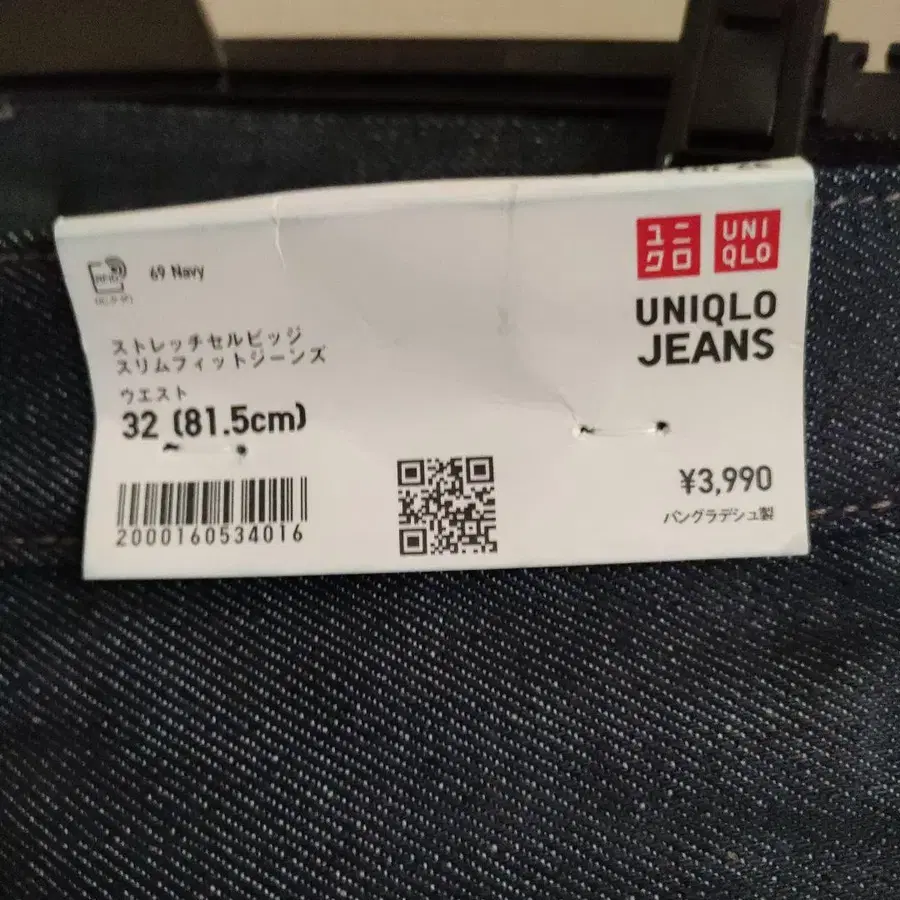 RFID
69 Navy
ストレッチセルビッジ
スリムフィットジーンズ
ウエスト
32 (81.5cm)
2000160534016
ユニ
クロ
UNI
QLO
UNIQLO
JEANS
¥3,990
バングラデシュ製